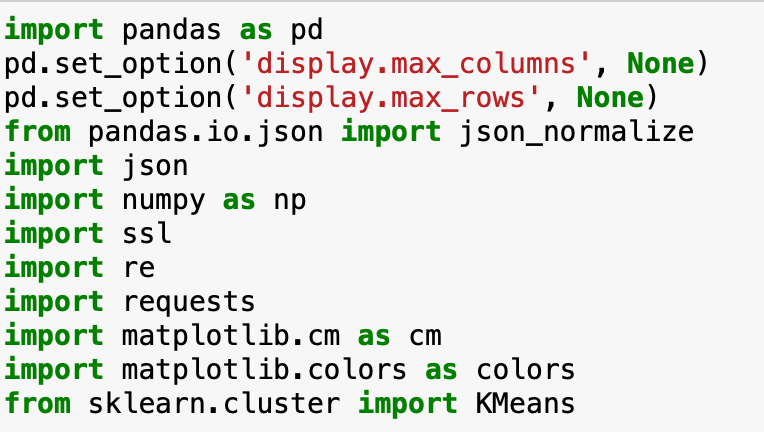 import pandas as pd
pd.set_option('display.max_columns', None)
pd.set_option('display.max_rows', None)
from pandas.io.json import json_normalize
import json
import numpy as np
import ssl
import re
import requests
import matplotlib.cm as cm
import matplotlib.colors as colors
from sklearn.cluster import KMeans